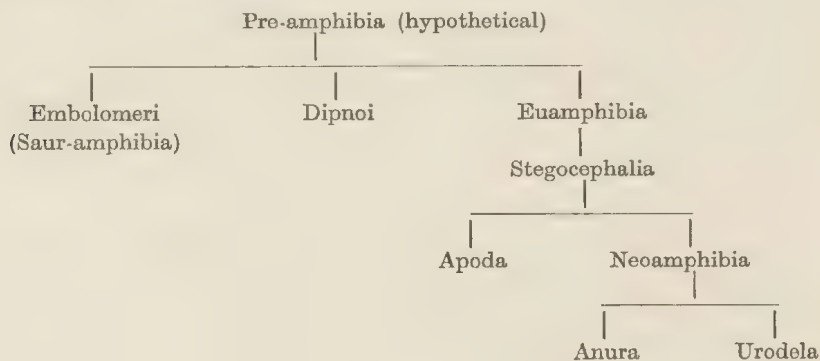 Pre-amphibia (hypothetical)
Embolomeri
(Saur-amphibia)
Dipnoi
Euamphibia
Stegocephalia
Apoda
Neoamphibia
Anura
Urodela